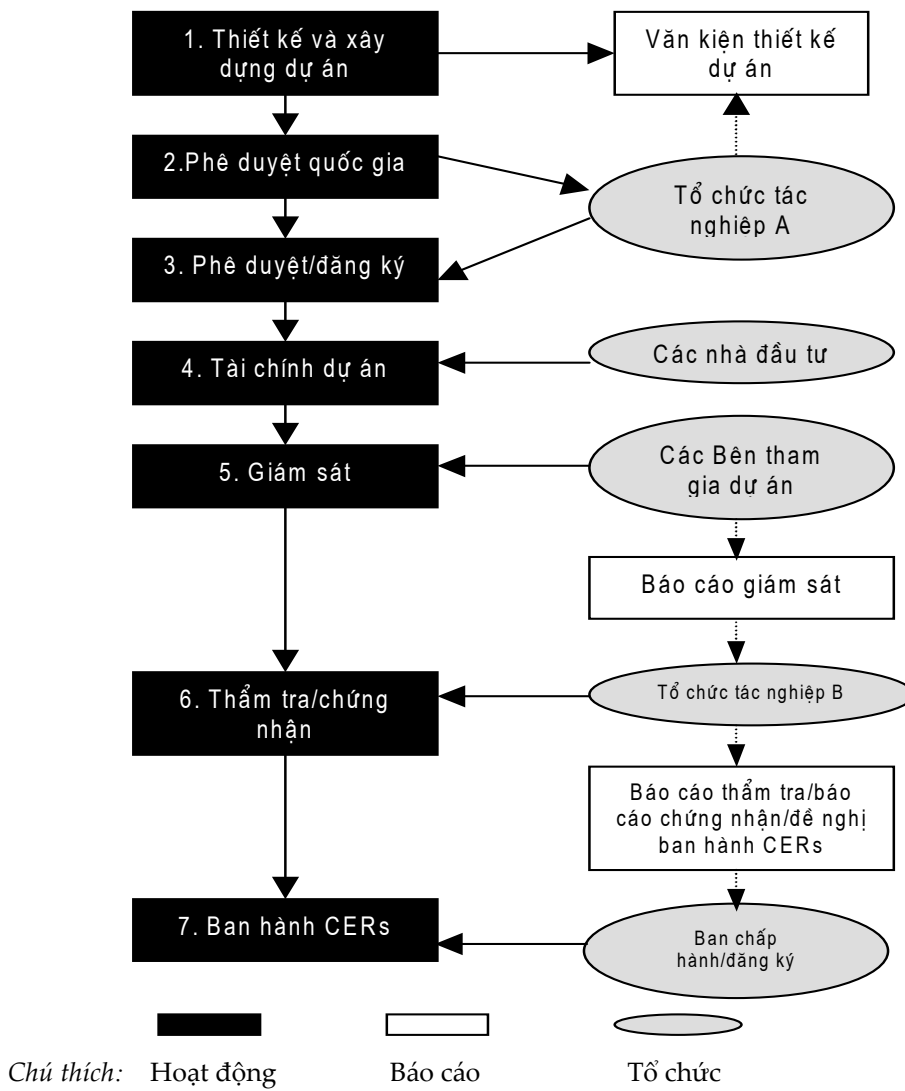 1. Thiết kế và xây
dựng dự án
Văn kiện thiết kế
dự án
2.Phê duyệt quốc gia
Tổ chức tác
nghiêp A
3. Phê duyệt/đăng ký
4. Tài chính dự án
Các nhà đầu tư
5. Giám sát
Các Bên tham
gia dự án
Báo cáo giám sát
6. Thẩm tra/chứng
nhận
Tổ chức tác nghiệp B
Báo cáo thẩm tra/báo
cáo chứng nhận/đề nghị
ban hành CERs
7. Ban hành CERs
Ban chấp
hành/đăng ký
Chú thích: Hoạt động Báo cáo Tổ chức